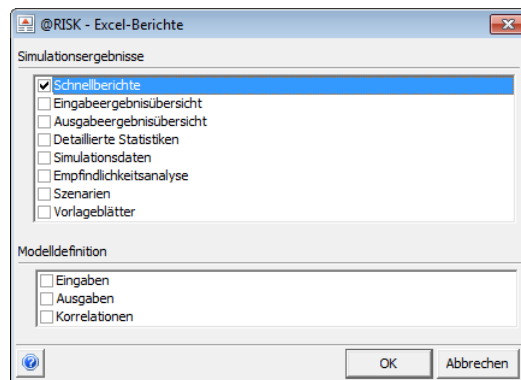 @RISK - Excel-Berichte
Simulationsergebnisse
Schnellberichte
Eingabeergebnisübersicht
Ausgabeergebnisübersicht
Detaillierte Statistiken
Simulationsdaten
Empfindlichkeitsanalyse
Szenarien
Vorlageblätter
Modelldefinition
Eingaben
Ausgaben
Korrelationen
OK Abbrechen